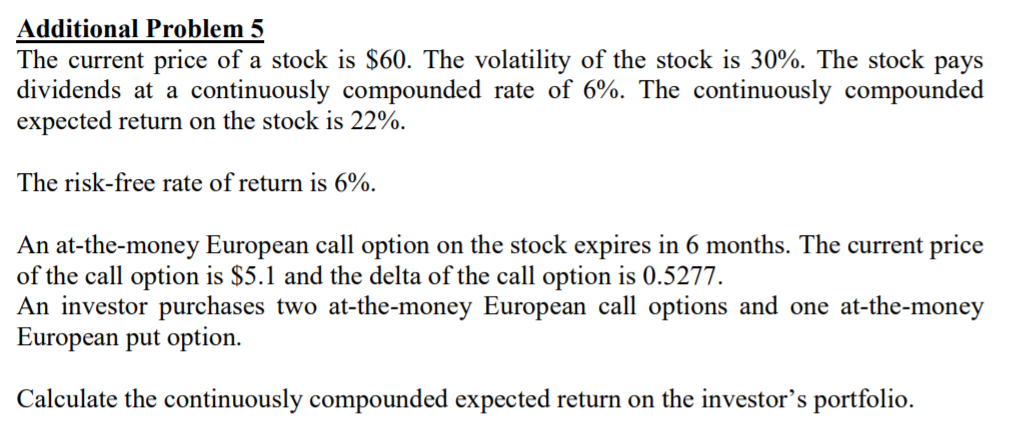 Additional Problem 5
The current price of a stock is $60. The volatility of the stock is 30%. The stock pays
dividends at a continuously compounded rate of 6%. The continuously compounded
expected return on the stock is 22%.
The risk-free rate of return is 6%.
An at-the-money European call option on the stock expires in 6 months. The current price
of the call option is $5.1 and the delta of the call option is 0.5277.
An investor purchases two at-the-money European call options and one at-the-money
European put option.
Calculate the continuously compounded expected return on the investor’s portfolio.